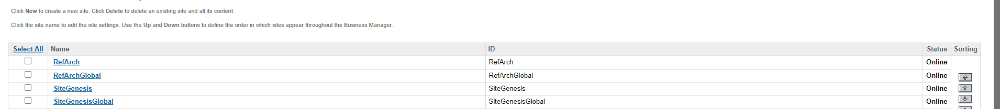 Click New to create a new site. Click Delete to delete an existing site and all its content.
Click the site name to edit the site settings. Use the Up and Down buttons to define the order in which sites appear throughout the Business Manager.
Select All Name ID Status Sorting
RefArch RefArch Online
RefArchGlobal RefArchGlobal Online
SiteGenesis SiteGenesis Online
SiteGenesisGlobal SiteGenesisGlobal Online